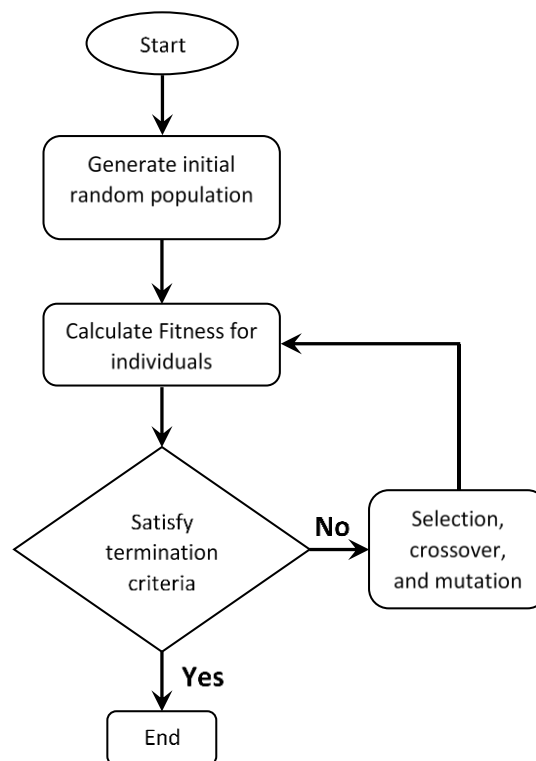 Start
Generate initial
random population
Calculate Fitness for
individuals
Satisfy
termination
criteria
No
Selection,
crossover,
and mutation
Yes
End